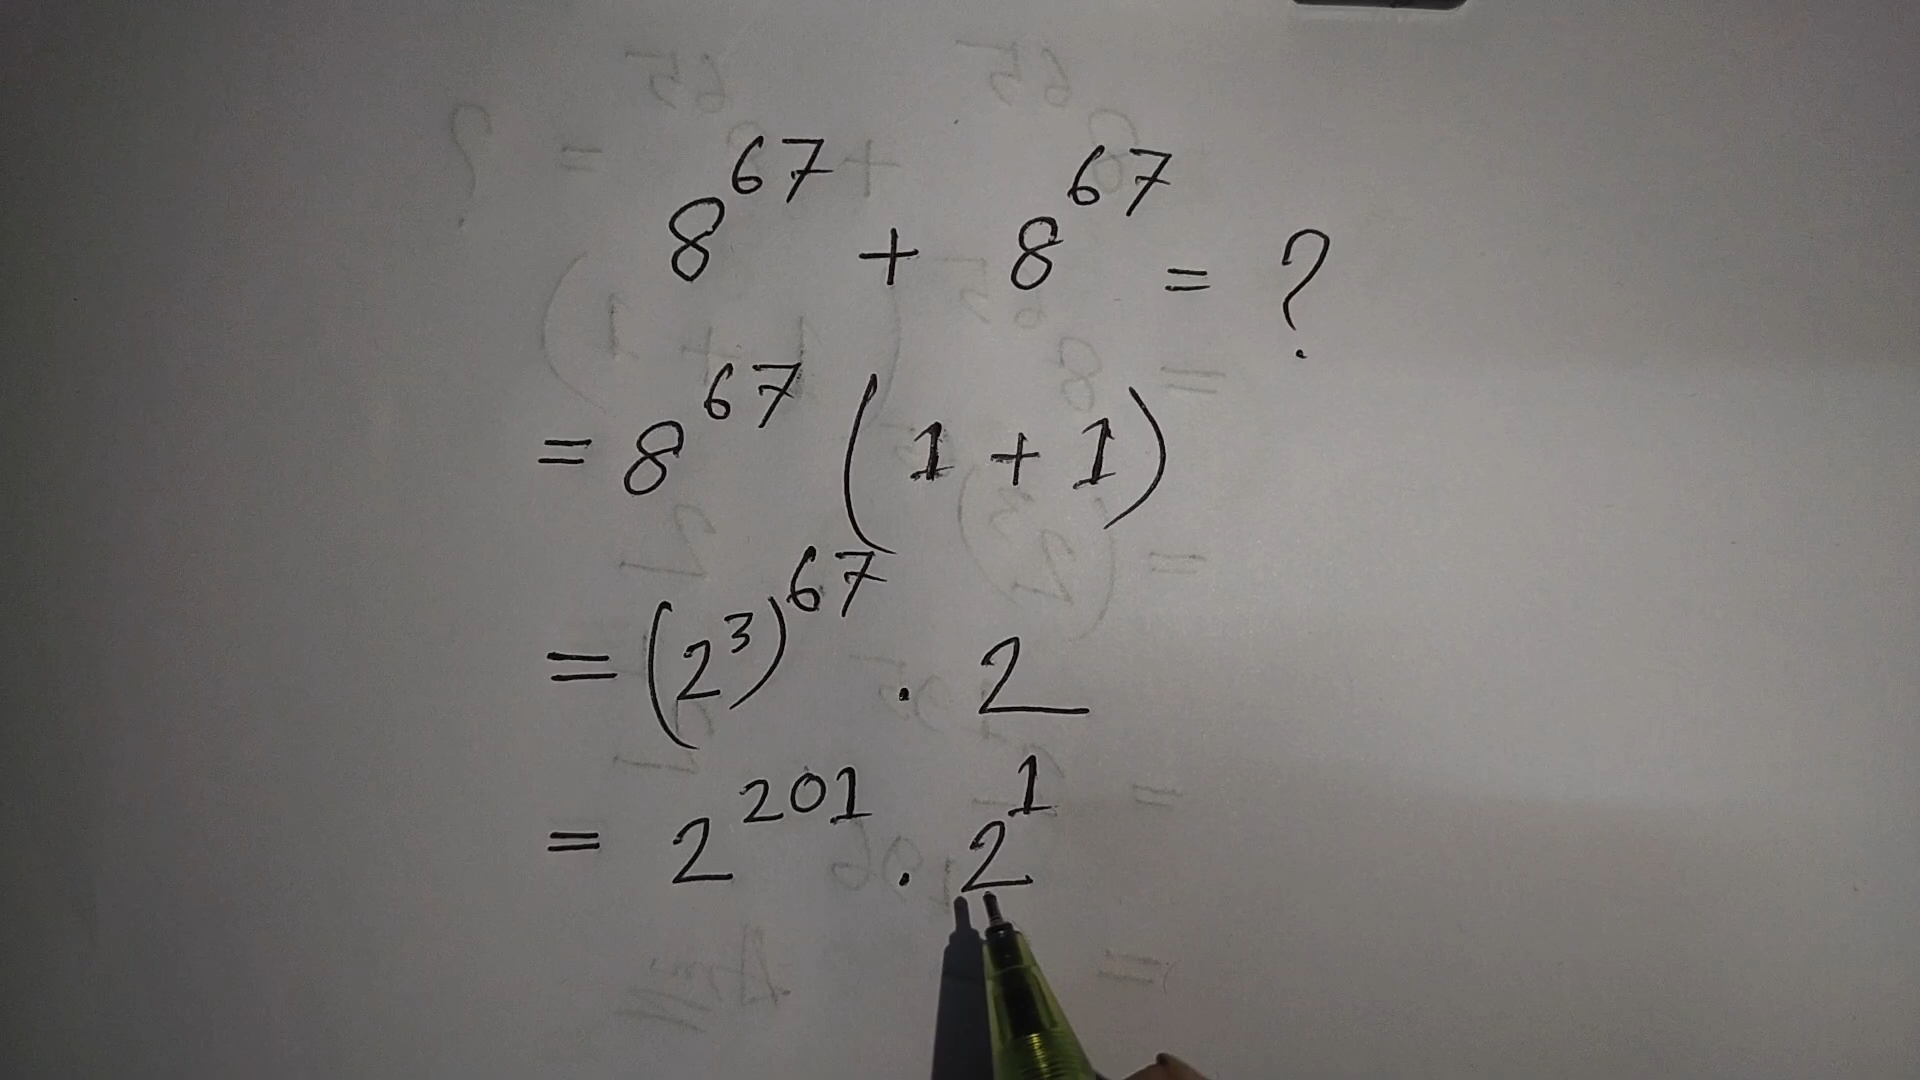 8^67 + 8^67 = ?
= 8^67 (1 + 1)
= (2^3)^67 . 2
= 2^201 . 2^1